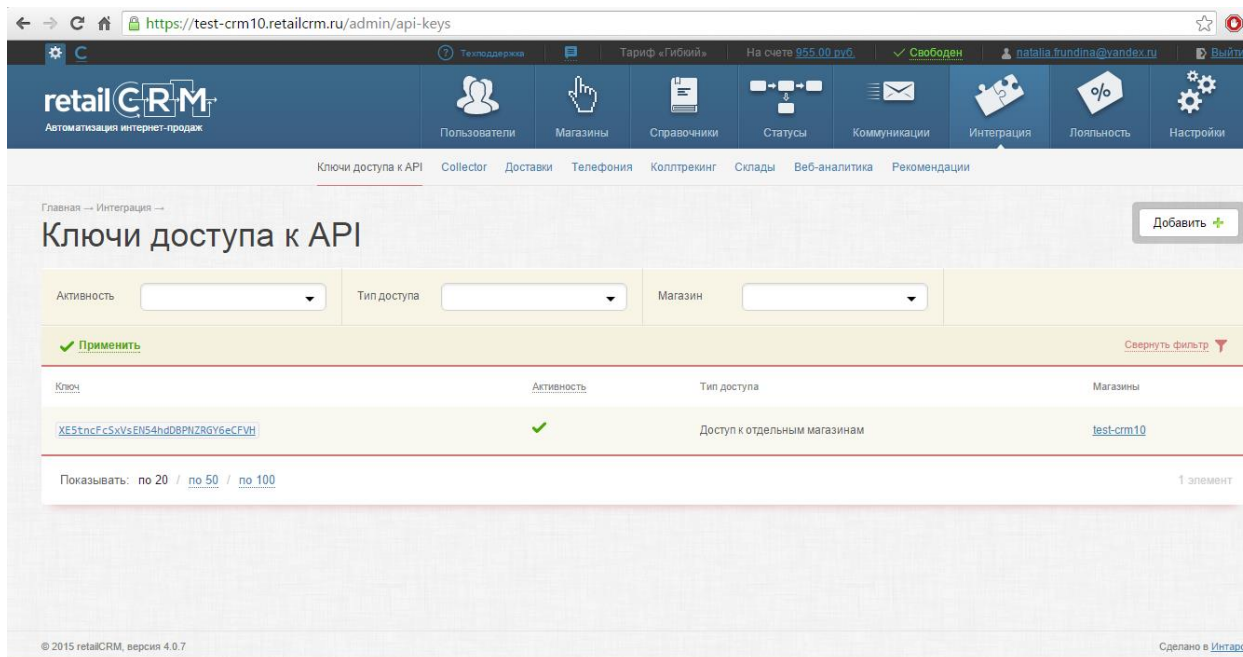 https://test-crm10.retailcrm.ru/admin/api-keys
C ? Техподдержка Тариф «Гибкий» На счете 955.00 руб. Свободен natalia.frundina@yandex.ru Выйти
retailCRM
Автоматизация интернет-продаж
Пользователи Магазины Справочники Статусы Коммуникации Интеграция Лояльность Настройки
Ключи доступа к API Collector Доставки Телефония Коллтрекинг Склады Веб-аналитика Рекомендации
Главная → Интеграция →
Ключи доступа к API
Добавить
Активность Тип доступа Магазин
Применить Свернуть фильтр
Ключ Активность Тип доступа Магазины
XE5tncFcSxVsEN54hdDBPNZRGY6eCFVH Доступ к отдельным магазинам test-crm10
Показывать: по 20 / по 50 / по 100 1 элемент
© 2015 retailCRM, версия 4.0.7 Сделано в Интаро